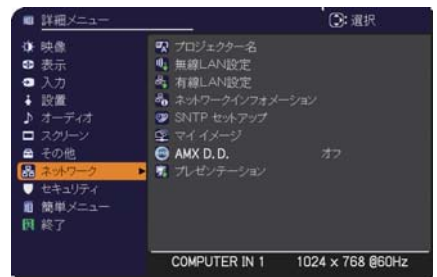 詳細メニュー
:選択
映像
表示
入力
設置
オーディオ
スクリーン
その他
ネットワーク
セキュリティ
簡単メニュー
終了
プロジェクター名
無線LAN設定
有線LAN設定
ネットワークインフォメーション
SNTP セットアップ
マイ イメージ
AMX D.D. オフ
プレゼンテーション
COMPUTER IN 1 1024 x 768 @60Hz